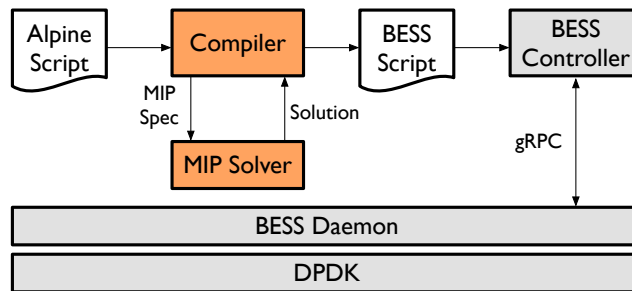 Alpine
Script
Compiler
BESS
Script
BESS
Controller
MIP
Spec
Solution
gRPC
MIP Solver
BESS Daemon
DPDK